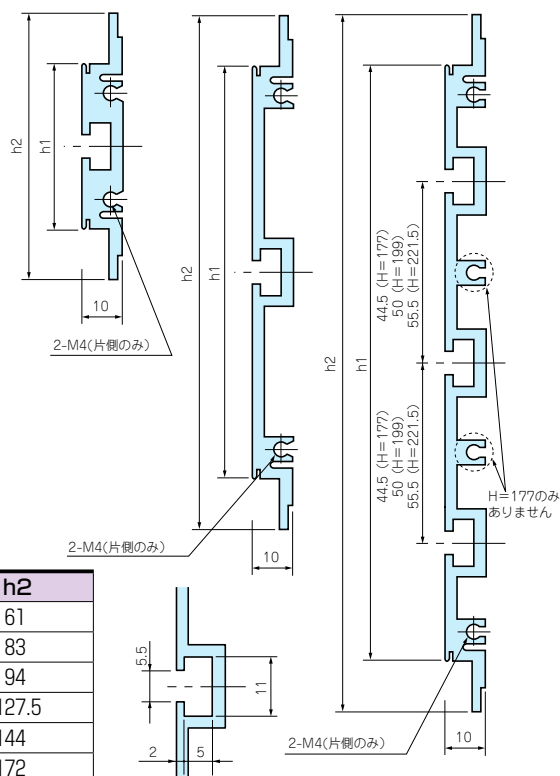 h2
h1
10
2-M4(片側のみ)
h2
h1
2-M4(片側のみ)
10
h2
h1
44.5 (H=177)
50 (H=199)
55.5 (H=221.5)
44.5 (H=177)
50 (H=199)
55.5 (H=221.5)
H=177のみ
ありません
2-M4(片側のみ)
10
5.5
11
2
5
h2
61
83
94
127.5
144
172